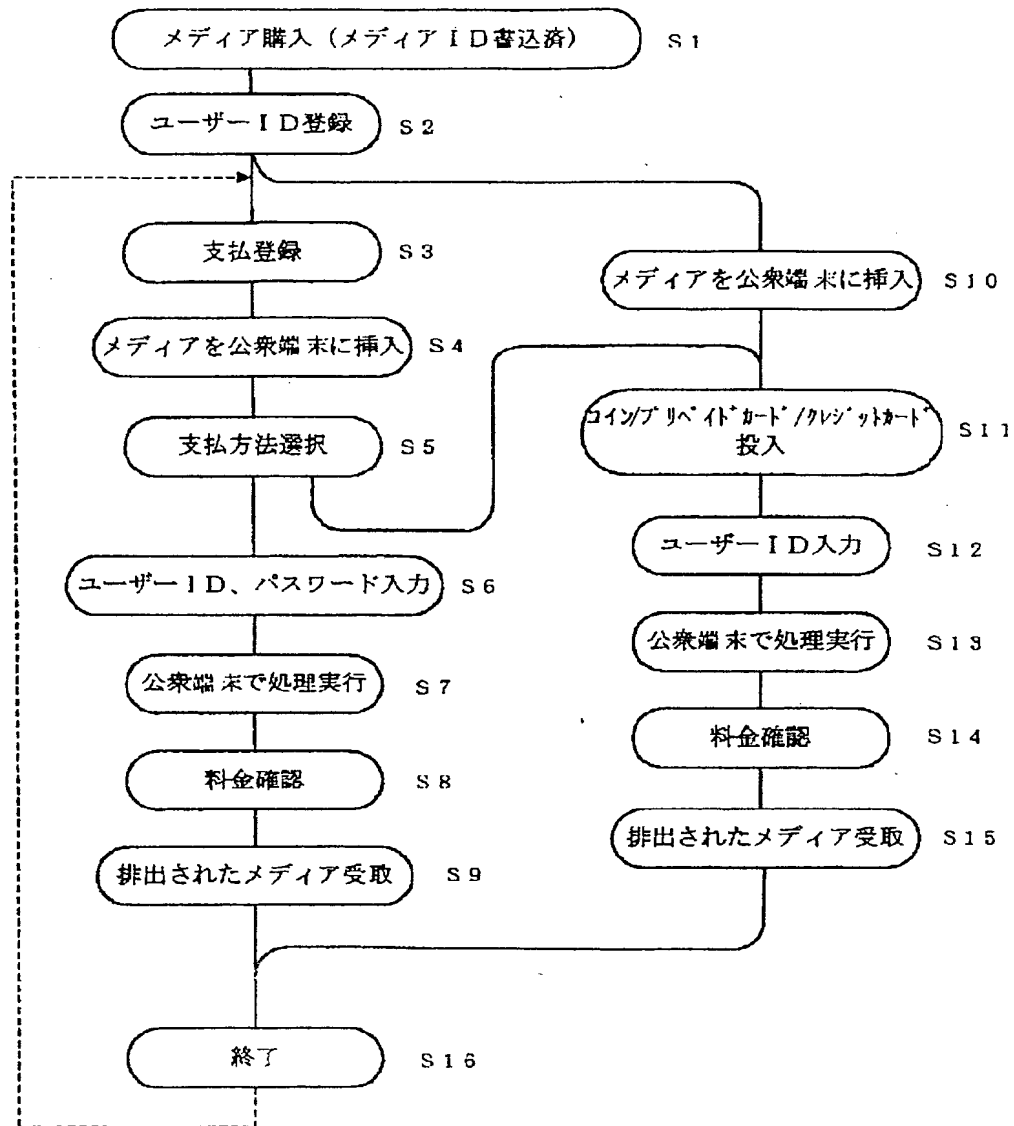 メディア購入（メディアＩＤ書込済） Ｓ１
ユーザーＩＤ登録 Ｓ２
支払登録 Ｓ３
メディアを公衆端末に挿入 Ｓ４
支払方法選択 Ｓ５
ユーザーＩＤ、パスワード入力 Ｓ６
公衆端末で処理実行 Ｓ７
料金確認 Ｓ８
排出されたメディア受取 Ｓ９
メディアを公衆端末に挿入 Ｓ１０
ｺｲﾝ/ﾌﾟﾘﾍﾟｲﾄﾞｶｰﾄﾞ/ｸﾚｼﾞｯﾄｶｰﾄﾞ
投入 Ｓ１１
ユーザーＩＤ入力 Ｓ１２
公衆端末で処理実行 Ｓ１３
料金確認 Ｓ１４
排出されたメディア受取 Ｓ１５
終了 Ｓ１６